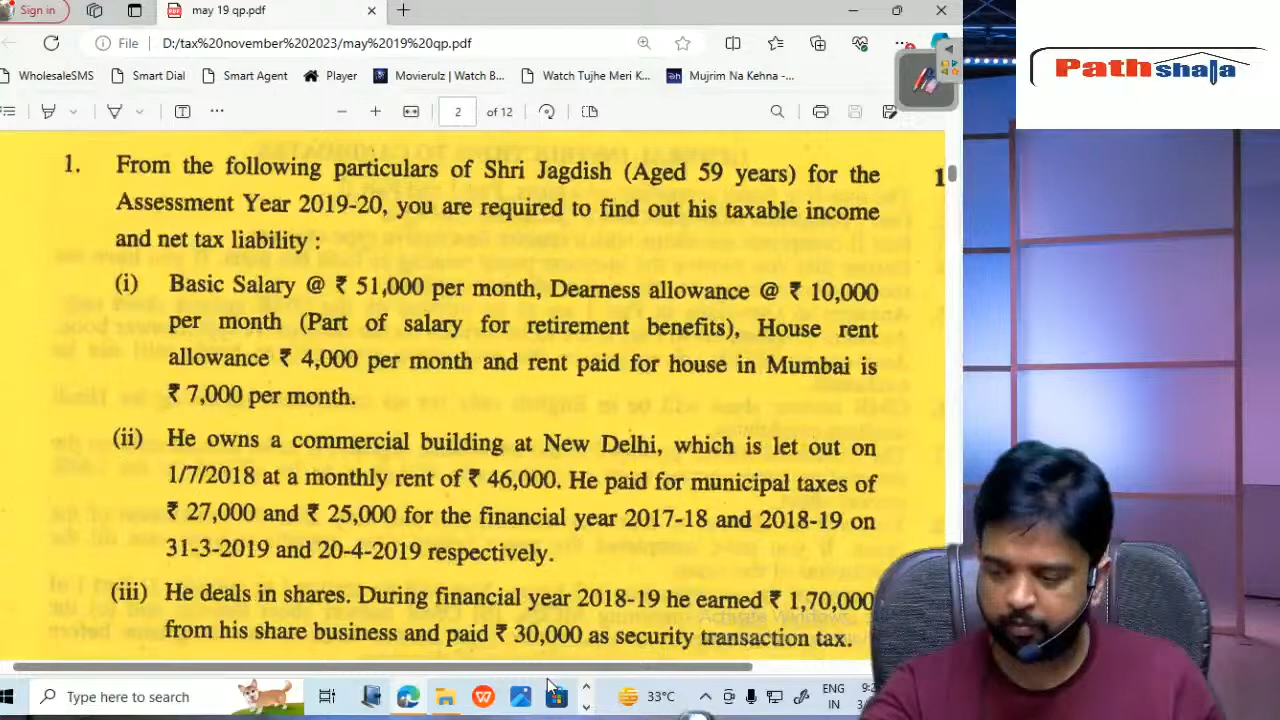 Sign in
may 19 qp.pdf
File D:/tax%20november%202023/may%2019%20qp.pdf
WholesaleSMS Smart Dial Smart Agent Player Movierulz | Watch B... Watch Tujhe Meri K... Mujrim Na Kehna -...
2 of 12
Path shala
1. From the following particulars of Shri Jagdish (Aged 59 years) for the 1
Assessment Year 2019-20, you are required to find out his taxable income
and net tax liability :
(i) Basic Salary @ ₹ 51,000 per month, Dearness allowance @ ₹ 10,000
per month (Part of salary for retirement benefits), House rent
allowance ₹ 4,000 per month and rent paid for house in Mumbai is
₹ 7,000 per month.
(ii) He owns a commercial building at New Delhi, which is let out on
1/7/2018 at a monthly rent of ₹ 46,000. He paid for municipal taxes of
₹ 27,000 and ₹ 25,000 for the financial year 2017-18 and 2018-19 on
31-3-2019 and 20-4-2019 respectively.
(iii) He deals in shares. During financial year 2018-19 he earned ₹ 1,70,000
from his share business and paid ₹ 30,000 as security transaction tax.
Type here to search
33°C
ENG
IN